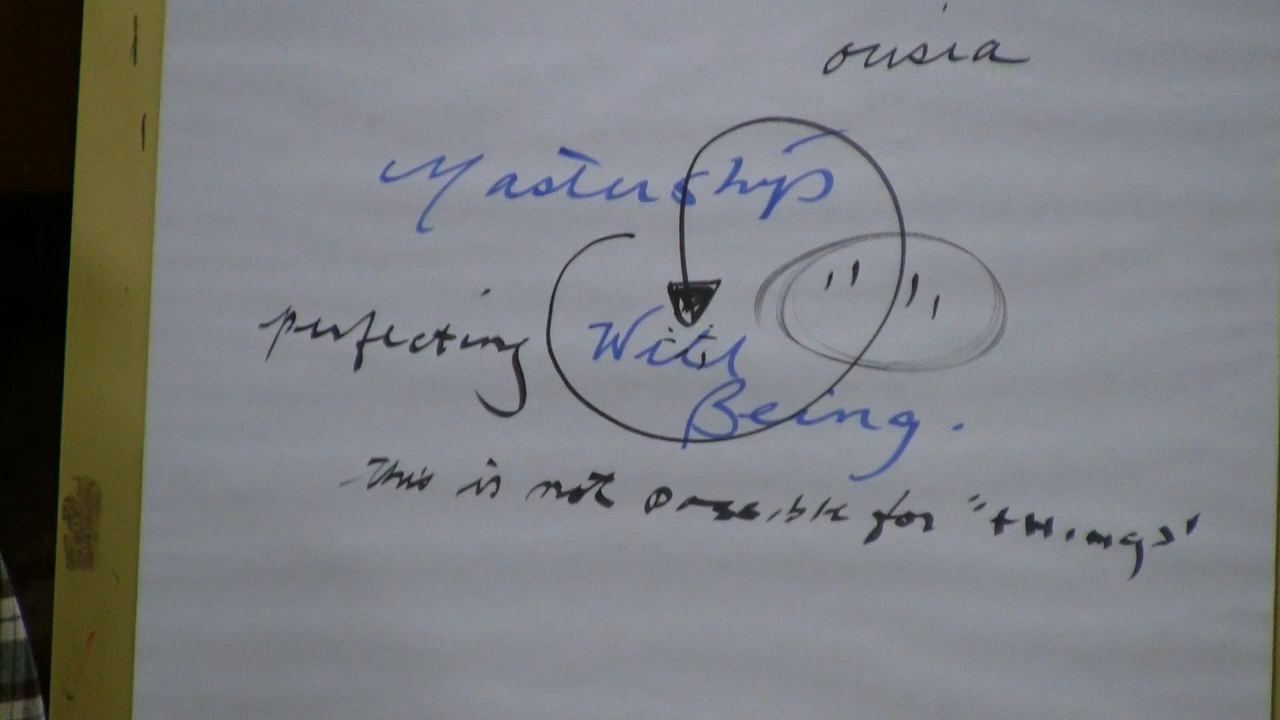 ousia
Mastership
perfecting With
Being.
This is not possible for "things"